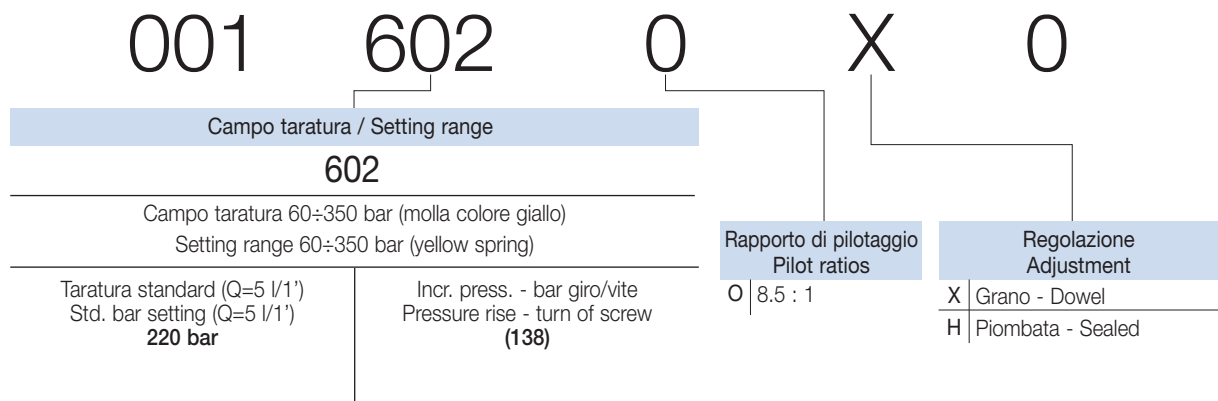 001 602 0 X 0
Campo taratura / Setting range
602
Campo taratura 60÷350 bar (molla colore giallo)
Setting range 60÷350 bar (yellow spring)
Taratura standard (Q=5 l/1')
Std. bar setting (Q=5 l/1')
220 bar
Incr. press. - bar giro/vite
Pressure rise - turn of screw
(138)
Rapporto di pilotaggio
Pilot ratios
O 8.5 : 1
Regolazione
Adjustment
X Grano - Dowel
H Piombata - Sealed